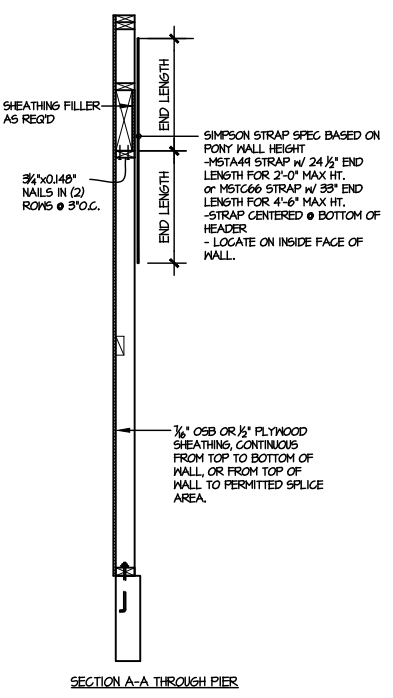 END LENGTH
SHEATHING FILLER
AS REQ'D
SIMPSON STRAP SPEC BASED ON
PONY WALL HEIGHT
-MSTA49 STRAP W/ 24 ½" END
LENGTH FOR 2'-0" MAX HT.
or MSTC66 STRAP W/ 33" END
LENGTH FOR 4'-6" MAX HT.
-STRAP CENTERED @ BOTTOM OF
HEADER
- LOCATE ON INSIDE FACE OF
WALL.
3¼"x0.148"
NAILS IN (2)
ROWS @ 3"O.C.
END LENGTH
7⁄16" OSB OR ½" PLYWOOD
SHEATHING, CONTINUOUS
FROM TOP TO BOTTOM OF
WALL, OR FROM TOP OF
WALL TO PERMITTED SPLICE
AREA.
SECTION A-A THROUGH PIER